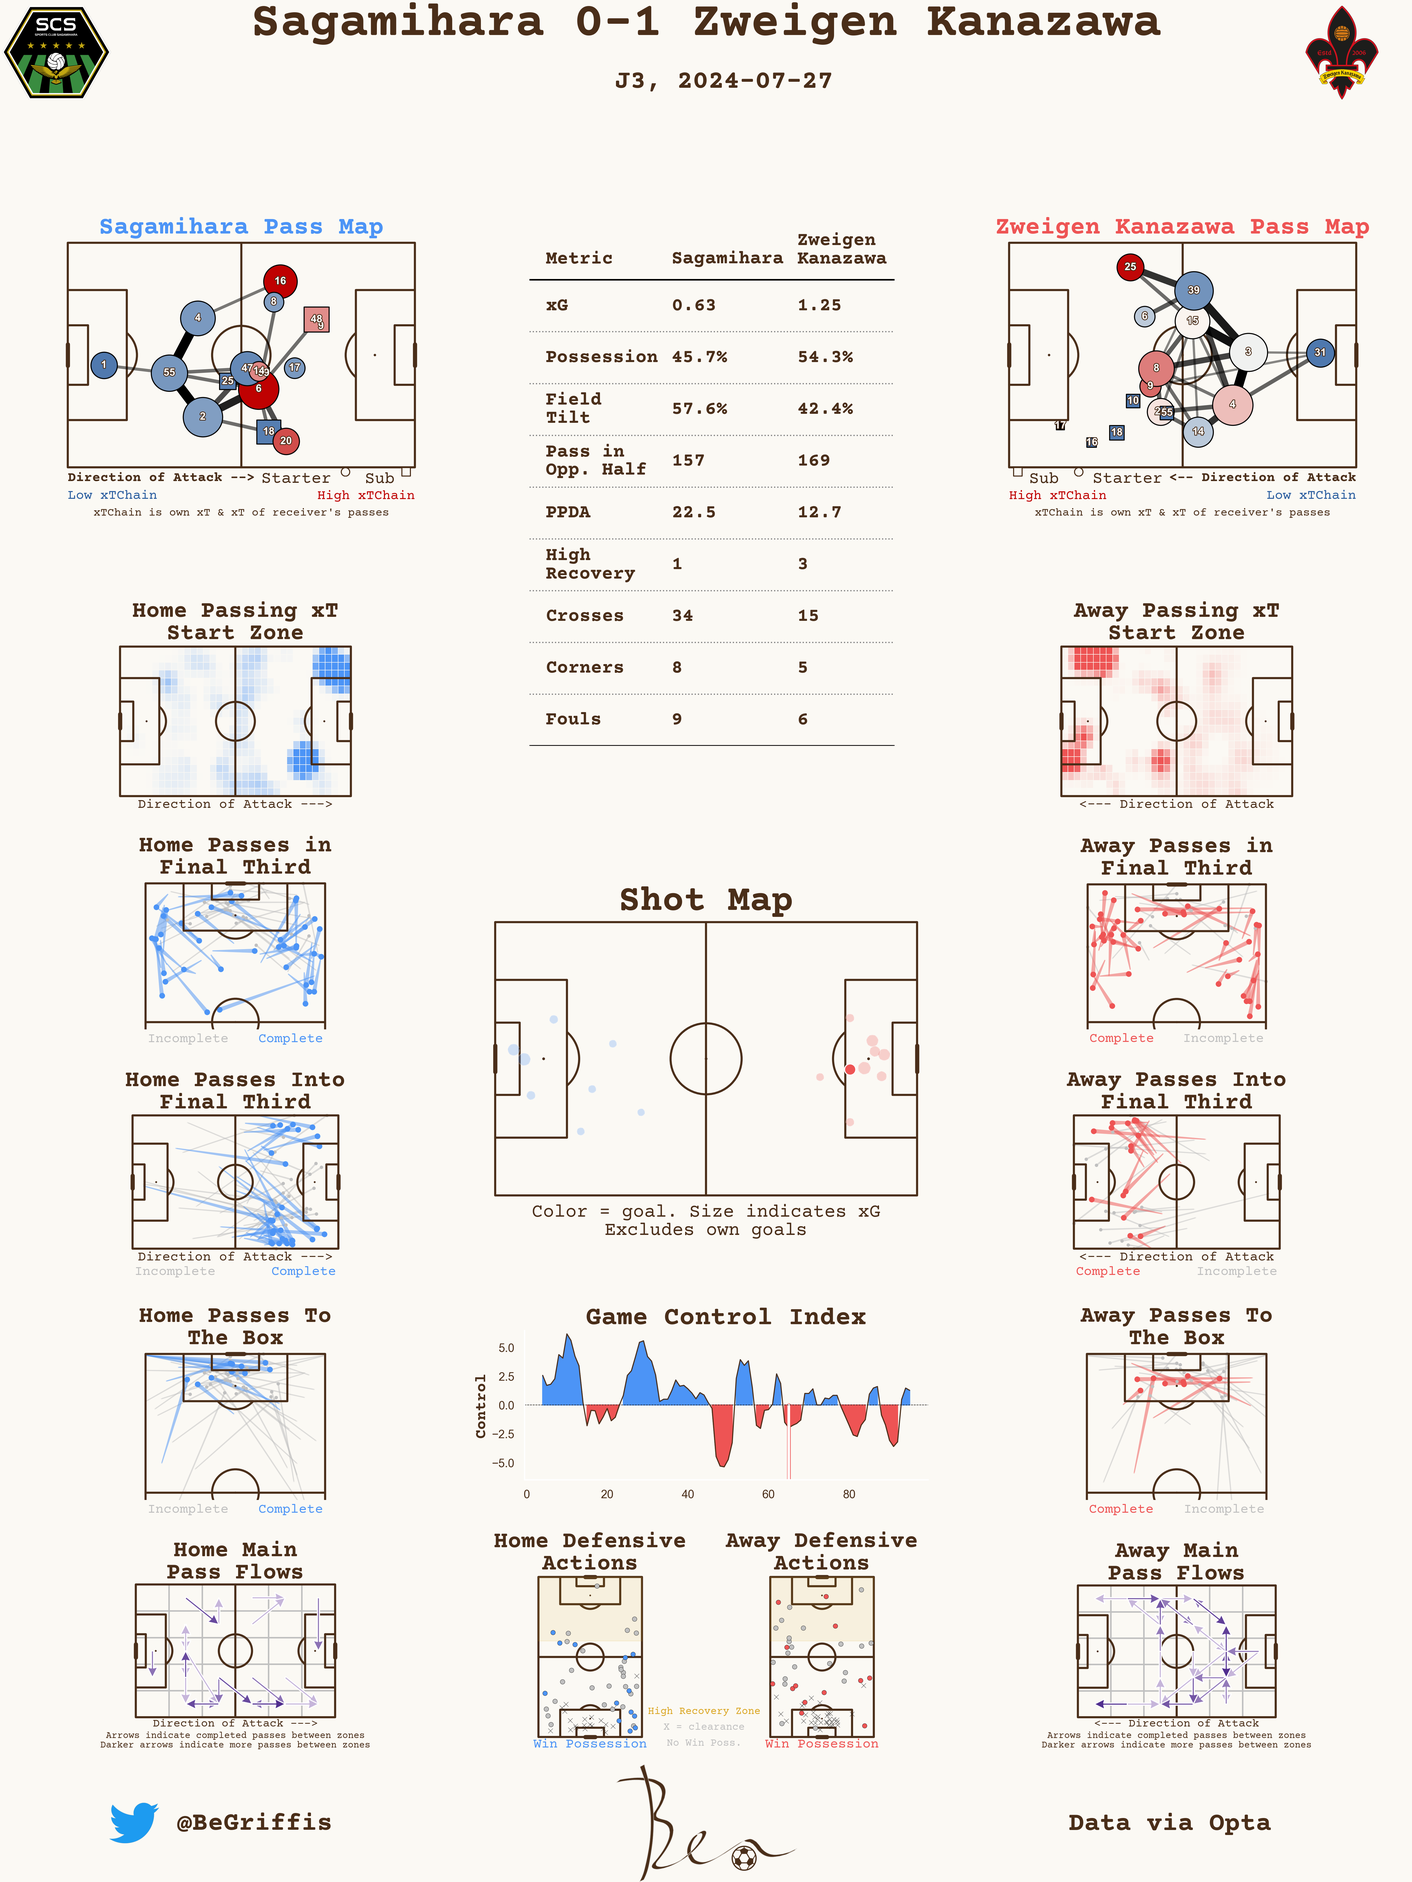 Sagamihara 0-1 Zweigen Kanazawa
J3, 2024-07-27
SCS
SPORTS CLUB SAGAMIHARA
Estd 2006
Zweigen Kanazawa
Sagamihara Pass Map
16
8
4
48
9
1
55
47
14
25
17
6
2
18
20
Direction of Attack --> Starter Sub
Low xTChain High xTChain
xTChain is own xT & xT of receiver's passes
Metric Sagamihara Zweigen Kanazawa
xG 0.63 1.25
Possession 45.7% 54.3%
Field Tilt 57.6% 42.4%
Pass in Opp. Half 157 169
PPDA 22.5 12.7
High Recovery 1 3
Crosses 34 15
Corners 8 5
Fouls 9 6
Zweigen Kanazawa Pass Map
25
39
6
15
3
31
8
9
10
55
4
17
16
18
14
Sub Starter <-- Direction of Attack
High xTChain Low xTChain
xTChain is own xT & xT of receiver's passes
Home Passing xT
Start Zone
Direction of Attack --->
Away Passing xT
Start Zone
<--- Direction of Attack
Home Passes in
Final Third
Incomplete Complete
Away Passes in
Final Third
Complete Incomplete
Shot Map
Color = goal. Size indicates xG
Excludes own goals
Home Passes Into
Final Third
Direction of Attack --->
Incomplete Complete
Away Passes Into
Final Third
<--- Direction of Attack
Complete Incomplete
Home Passes To
The Box
Incomplete Complete
Game Control Index
Control
5.0
2.5
0.0
−2.5
−5.0
0 20 40 60 80
Away Passes To
The Box
Complete Incomplete
Home Main
Pass Flows
Direction of Attack --->
Arrows indicate completed passes between zones
Darker arrows indicate more passes between zones
Home Defensive
Actions
Win Possession
High Recovery Zone
X = clearance
No Win Poss.
Away Defensive
Actions
Win Possession
Away Main
Pass Flows
<--- Direction of Attack
Arrows indicate completed passes between zones
Darker arrows indicate more passes between zones
@BeGriffis
Ben
Data via Opta